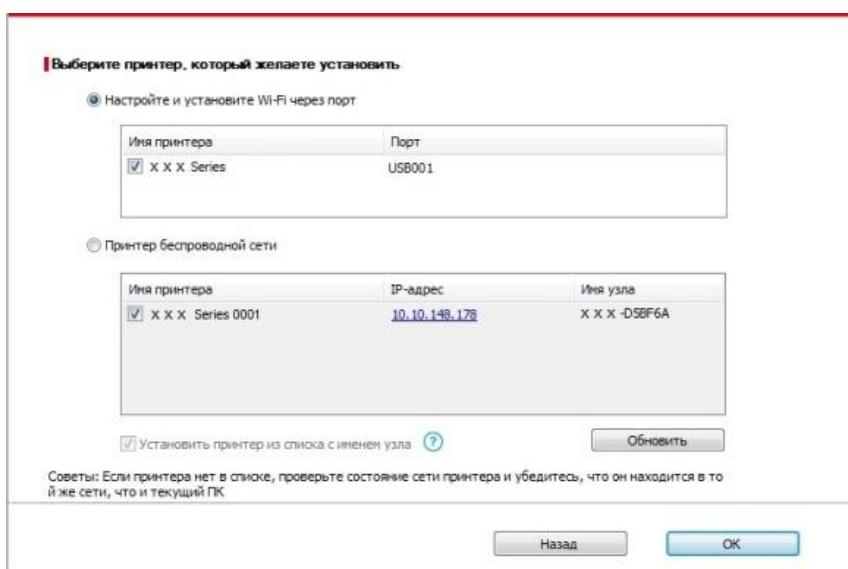 Выберите принтер, который желаете установить
Настройте и установите Wi-Fi через порт
Имя принтера Порт
X X X Series USB001
Принтер беспроводной сети
Имя принтера IP-адрес Имя узла
X X X Series 0001 10.10.148.178 X X X -D5BF6A
Установить принтер из списка с именем узла ?
Обновить
Советы: Если принтера нет в списке, проверьте состояние сети принтера и убедитесь, что он находится в то
й же сети, что и текущий ПК
Назад OK